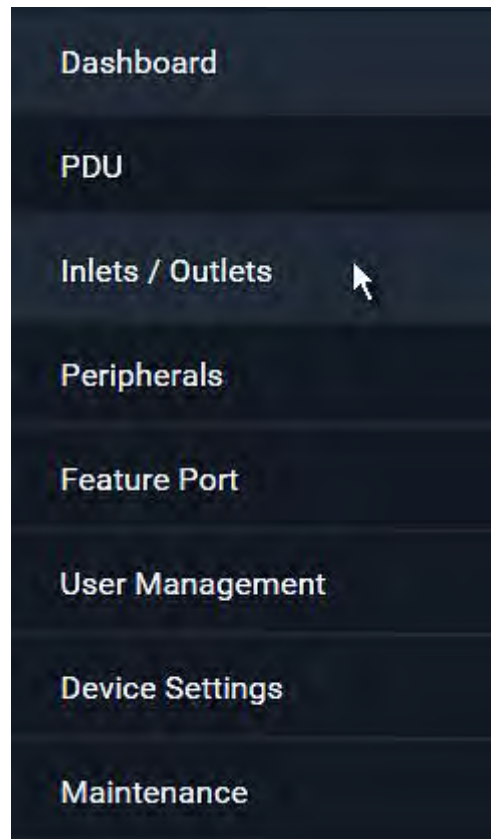 Dashboard
PDU
Inlets / Outlets
Peripherals
Feature Port
User Management
Device Settings
Maintenance